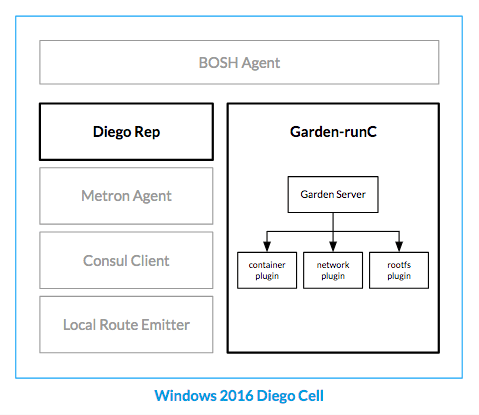 BOSH Agent
Diego Rep
Metron Agent
Consul Client
Local Route Emitter
Garden-runC
Garden Server
container
plugin
network
plugin
rootfs
plugin
Windows 2016 Diego Cell